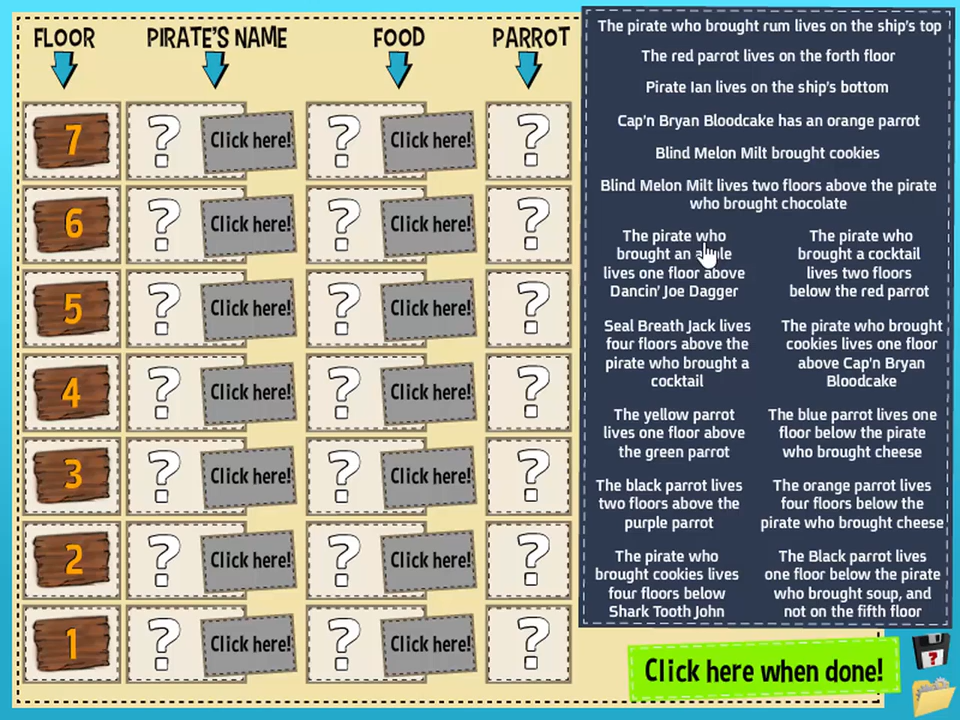 FLOOR PIRATE'S NAME FOOD PARROT
7 ? Click here! ? Click here! ?
6 ? Click here! ? Click here! ?
5 ? Click here! ? Click here! ?
4 ? Click here! ? Click here! ?
3 ? Click here! ? Click here! ?
2 ? Click here! ? Click here! ?
1 ? Click here! ? Click here! ?
The pirate who brought rum lives on the ship's top
The red parrot lives on the forth floor
Pirate Ian lives on the ship's bottom
Cap'n Bryan Bloodcake has an orange parrot
Blind Melon Milt brought cookies
Blind Melon Milt lives two floors above the pirate
who brought chocolate
The pirate who
brought an
lives one floor above
Dancin' Joe Dagger
The pirate who
brought a cocktail
lives two floors
below the red parrot
Seal Breath Jack lives
four floors above the
pirate who brought a
cocktail
The pirate who brought
cookies lives one floor
above Cap'n Bryan
Bloodcake
The yellow parrot
lives one floor above
the green parrot
The blue parrot lives one
floor below the pirate
who brought cheese
The black parrot lives
two floors above the
purple parrot
The orange parrot lives
four floors below the
pirate who brought cheese
The pirate who
brought cookies lives
four floors below
Shark Tooth John
The Black parrot lives
one floor below the pirate
who brought soup, and
not on the fifth floor
Click here when done!
?